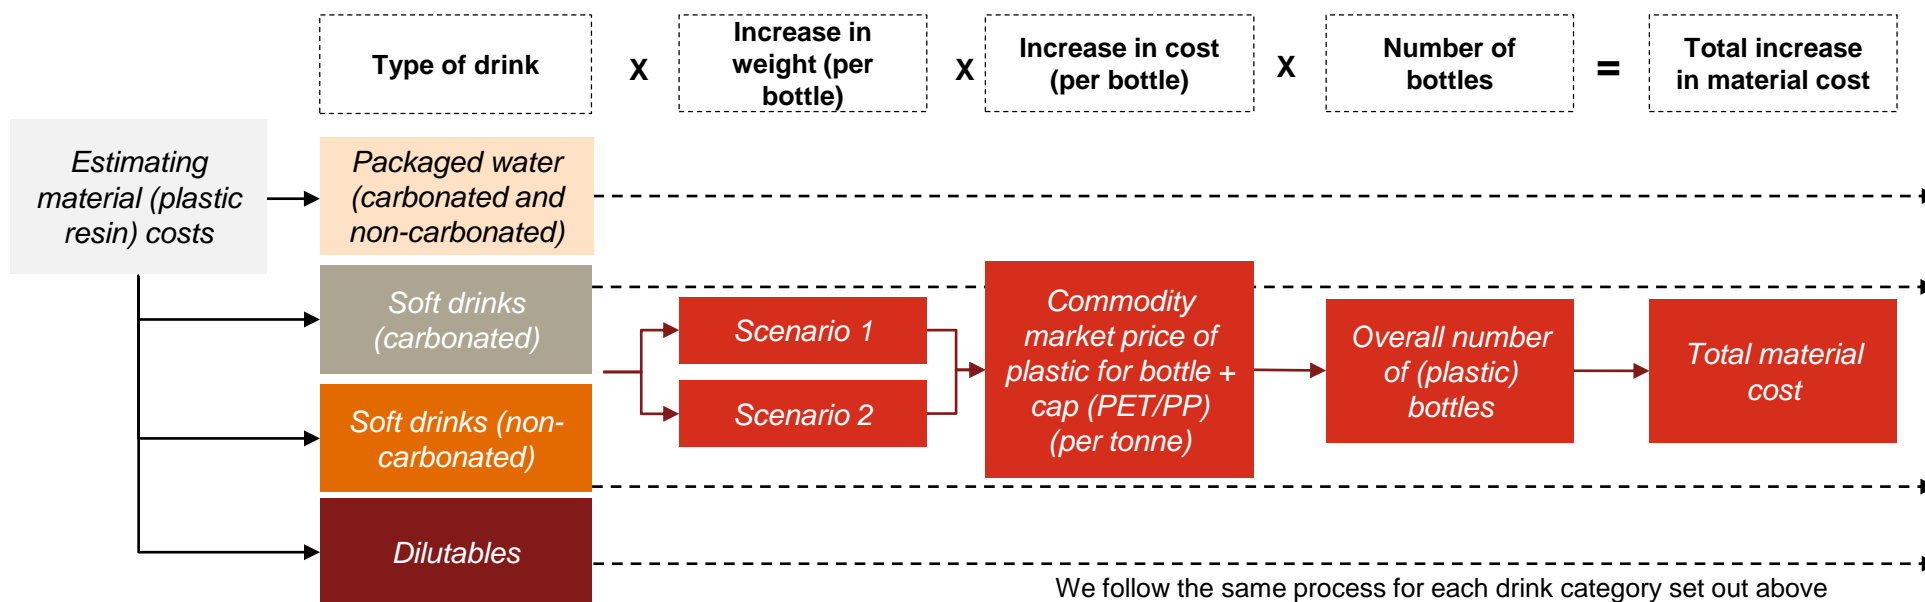 Type of drink
X
Increase in
weight (per
bottle)
X
Increase in cost
(per bottle)
X
Number of
bottles
=
Total increase
in material cost
Estimating
material (plastic
resin) costs
Packaged water
(carbonated and
non-carbonated)
Soft drinks
(carbonated)
Soft drinks (non-
carbonated)
Dilutables
Scenario 1
Scenario 2
Commodity
market price of
plastic for bottle +
cap (PET/PP)
(per tonne)
Overall number
of (plastic)
bottles
Total material
cost
We follow the same process for each drink category set out above